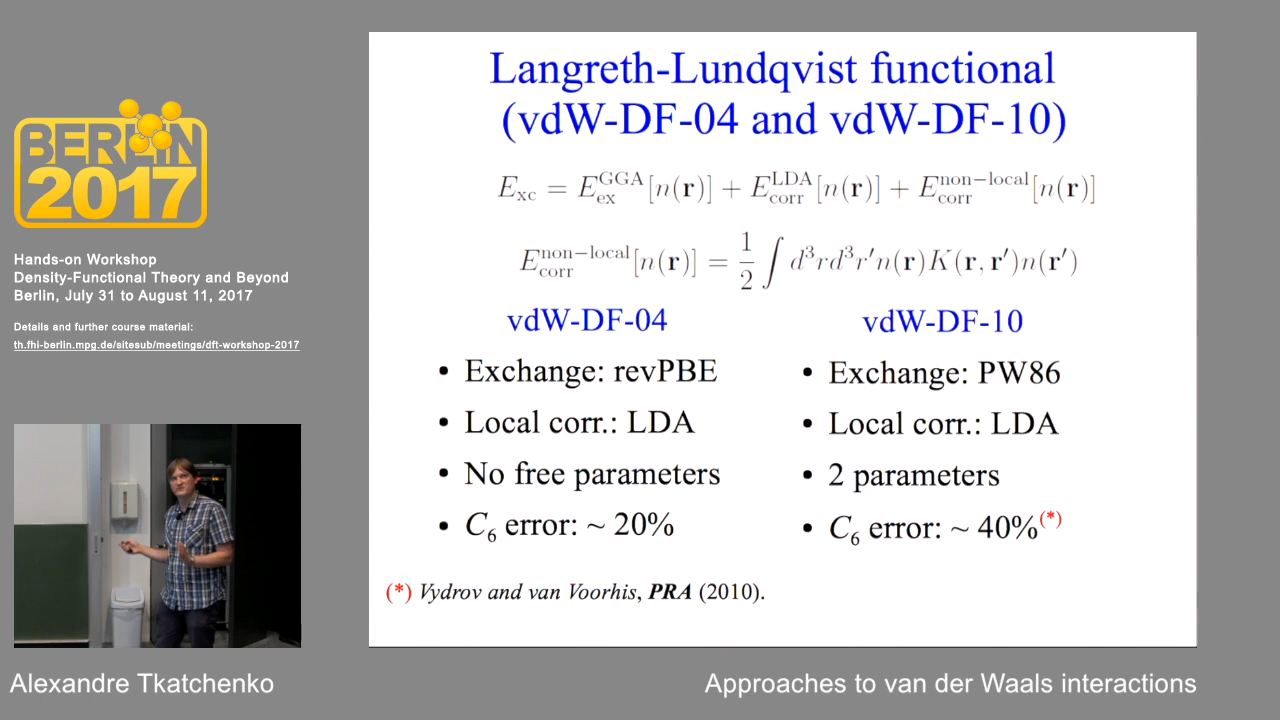 BERLIN
2017
Hands-on Workshop
Density-Functional Theory and Beyond
Berlin, July 31 to August 11, 2017
Details and further course material:
th.fhi-berlin.mpg.de/sitesub/meetings/dft-workshop-2017
Langreth-Lundqvist functional
(vdW-DF-04 and vdW-DF-10)
E_xc = E_ex^GGA[n(r)] + E_corr^LDA[n(r)] + E_corr^non−local[n(r)]
E_corr^non−local[n(r)] = 1/2 ∫ d³rd³r′n(r)K(r, r′)n(r′)
vdW-DF-04
• Exchange: revPBE
• Local corr.: LDA
• No free parameters
• C₆ error: ~ 20%
vdW-DF-10
• Exchange: PW86
• Local corr.: LDA
• 2 parameters
• C₆ error: ~ 40%(*)
(*) Vydrov and van Voorhis, PRA (2010).
Alexandre Tkatchenko
Approaches to van der Waals interactions